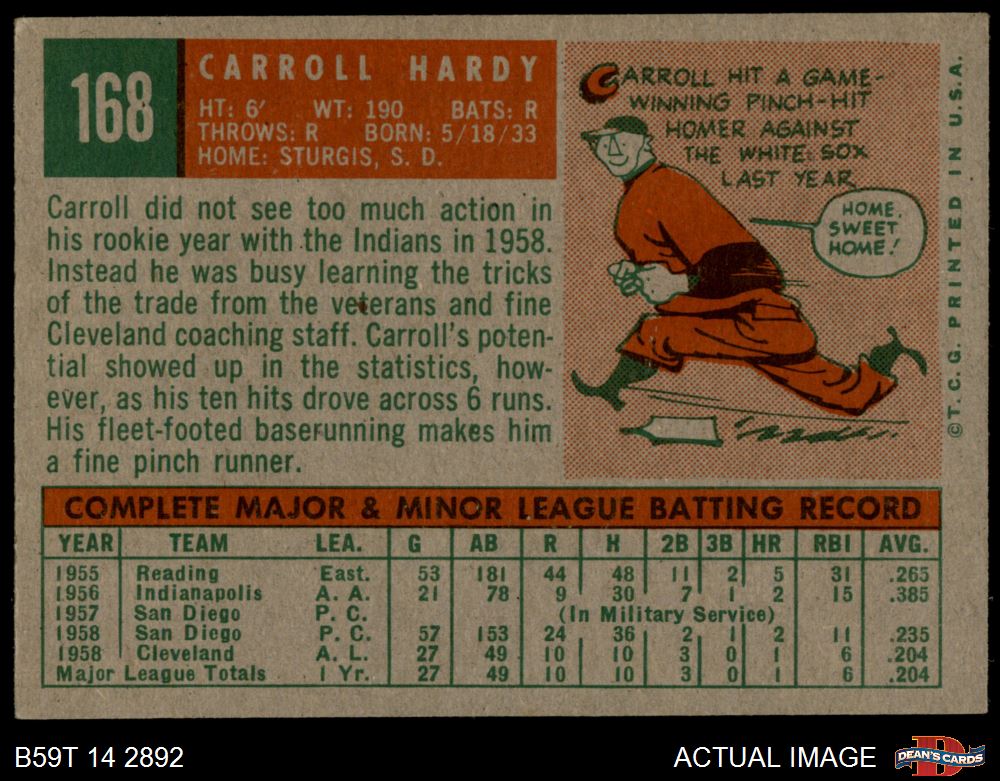 168
CARROLL HARDY
HT: 6' WT: 190 BATS: R
THROWS: R BORN: 5/18/33
HOME: STURGIS, S. D.
Carroll did not see too much action in
his rookie year with the Indians in 1958.
Instead he was busy learning the tricks
of the trade from the veterans and fine
Cleveland coaching staff. Carroll's poten-
tial showed up in the statistics, how-
ever, as his ten hits drove across 6 runs.
His fleet-footed baserunning makes him
a fine pinch runner.
CARROLL HIT A GAME-
WINNING PINCH-HIT
HOMER AGAINST
THE WHITE SOX
LAST YEAR
HOME,
SWEET
HOME!
©T. C. G. PRINTED IN U.S.A.
COMPLETE MAJOR & MINOR LEAGUE BATTING RECORD
YEAR TEAM LEA. G AB R H 2B 3B HR RBI AVG.
1955 Reading East. 53 181 44 48 11 2 5 31 .265
1956 Indianapolis A. A. 21 78 9 30 7 1 2 15 .385
1957 San Diego P. C. (In Military Service)
1958 San Diego P. C. 57 153 24 36 2 1 2 11 .235
1958 Cleveland A. L. 27 49 10 10 3 0 1 6 .204
Major League Totals 1 Yr. 27 49 10 10 3 0 1 6 .204
B59T 14 2892
ACTUAL IMAGE
D
DEAN'S CARDS